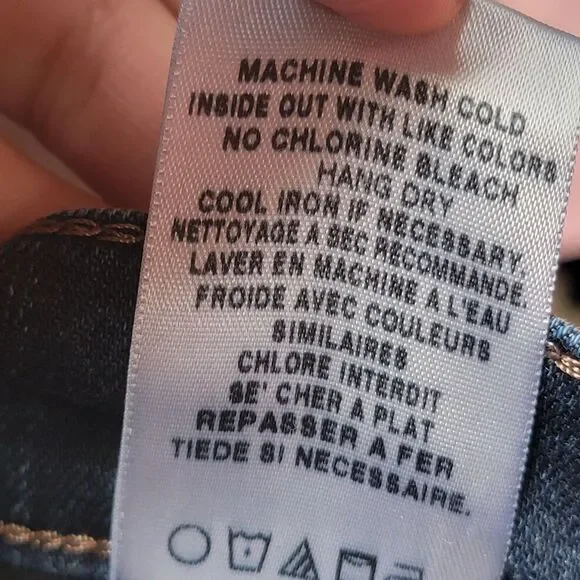 MACHINE WASH COLD
INSIDE OUT WITH LIKE COLORS
NO CHLORINE BLEACH
HANG DRY
COOL IRON IF NECESSARY.
NETTOYAGE A SEC RECOMMANDE.
LAVER EN MACHINE A L'EAU
FROIDE AVEC COULEURS
SIMILAIRES
CHLORE INTERDIT
SE' CHER A PLAT
REPASSER A FER
TIEDE SI NECESSAIRE.